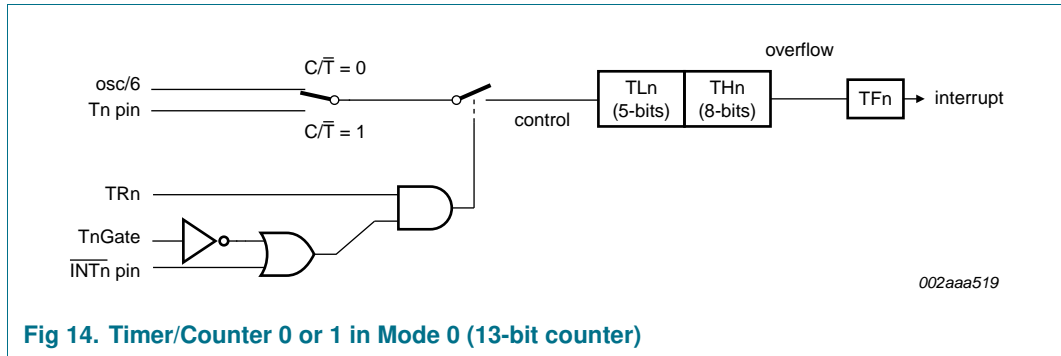 overflow
C/T̅ = 0
osc/6
Tn pin
C/T̅ = 1
control
TLn
(5-bits)
THn
(8-bits)
TFn
interrupt
TRn
TnGate
I̅N̅T̅n̅ pin
002aaa519
Fig 14. Timer/Counter 0 or 1 in Mode 0 (13-bit counter)